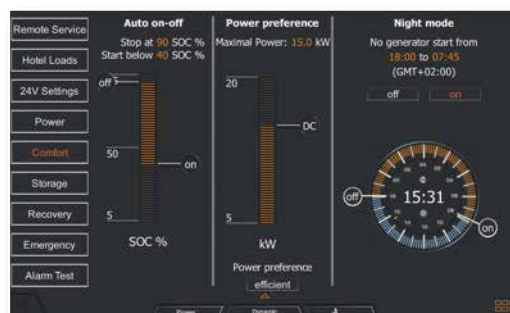 Remote Service
Hotel Loads
24V Settings
Power
Comfort
Storage
Recovery
Emergency
Alarm Test
Auto on-off
Stop at 90 SOC %
Start below 40 SOC %
off
50
on
5
SOC %
Power preference
Maximal Power: 15.0 kW
20
DC
5
kW
Power preference
efficient
Night mode
No generator start from
18:00 to 07:45
(GMT+02:00)
off on
off
15:31
on
Dynamic